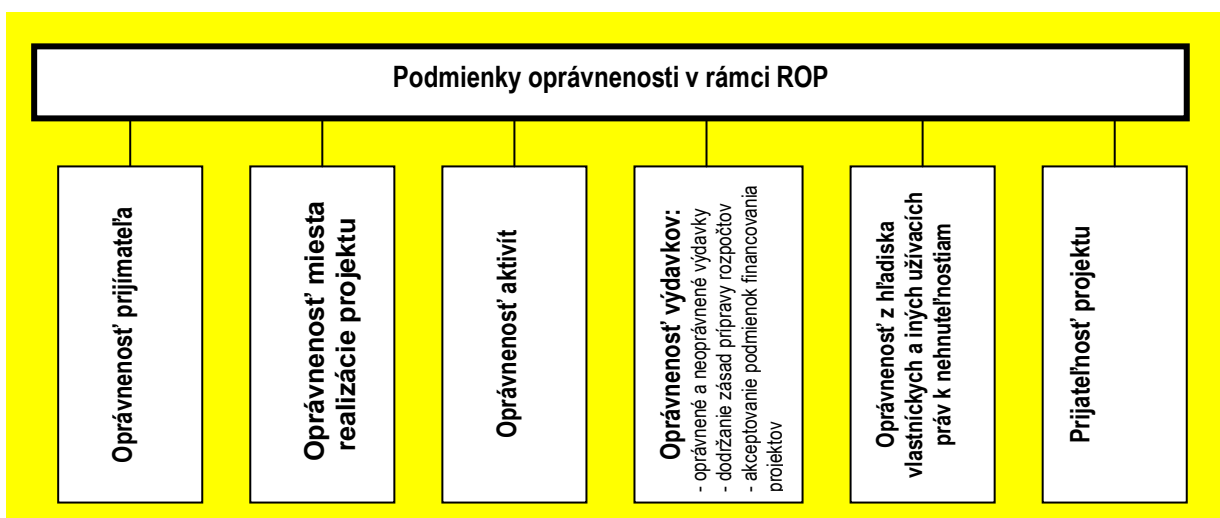 Podmienky oprávnenosti v rámci ROP
Oprávnenosť prijímateľa
Oprávnenosť miesta
realizácie projektu
Oprávnenosť aktivít
Oprávnenosť výdavkov:
- oprávnené a neoprávnené výdavky
- dodržanie zásad prípravy rozpočtov
- akceptovanie podmienok financovania
projektov
Oprávnenosť z hľadiska
vlastníckych a iných užívacích
práv k nehnuteľnostiam
Prijateľnosť projektu